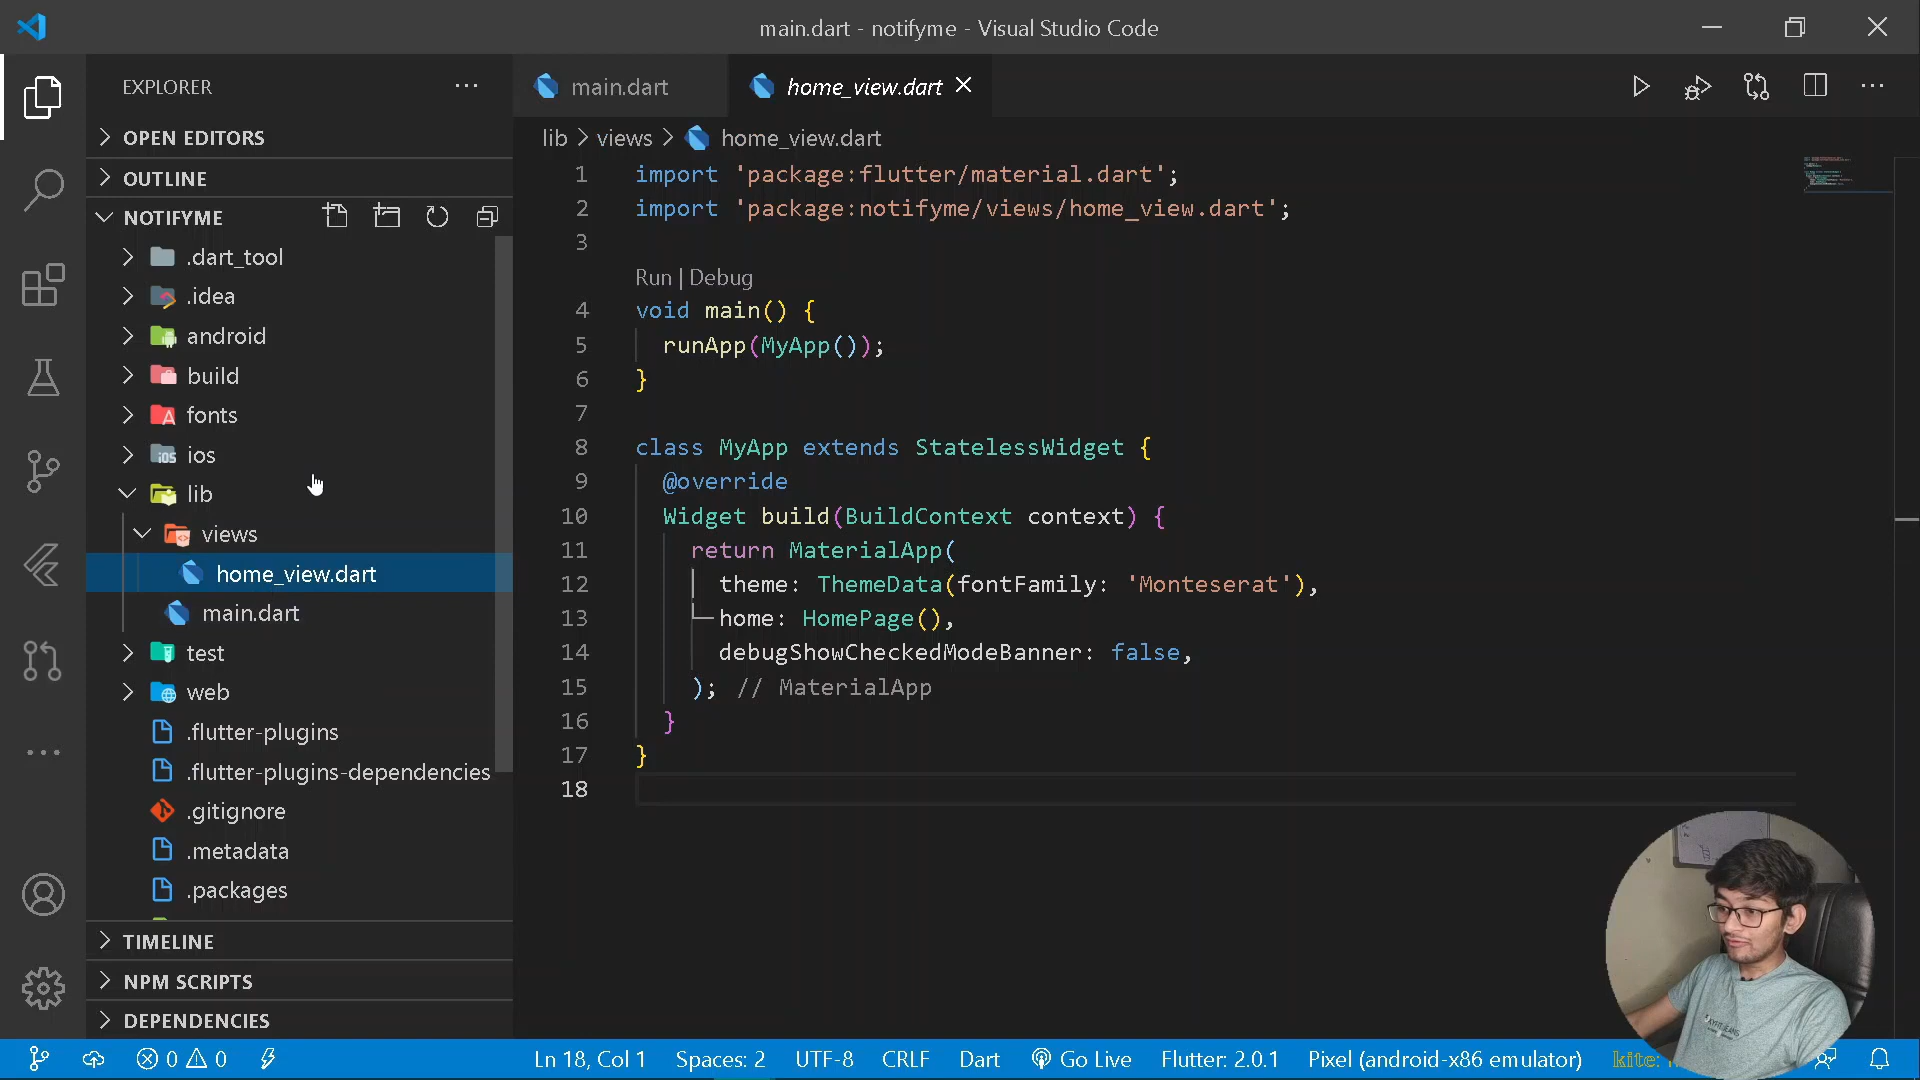 main.dart - notifyme - Visual Studio Code
EXPLORER
OPEN EDITORS
OUTLINE
NOTIFYME
.dart_tool
.idea
android
build
fonts
ios
lib
views
home_view.dart
main.dart
test
web
.flutter-plugins
.flutter-plugins-dependencies
.gitignore
.metadata
.packages
TIMELINE
NPM SCRIPTS
DEPENDENCIES
main.dart
home_view.dart
lib > views > home_view.dart
1 import 'package:flutter/material.dart';
2 import 'package:notifyme/views/home_view.dart';
3
Run | Debug
4 void main() {
5 runApp(MyApp());
6 }
7
8 class MyApp extends StatelessWidget {
9 @override
10 Widget build(BuildContext context) {
11 return MaterialApp(
12 theme: ThemeData(fontFamily: 'Monteserat'),
13 home: HomePage(),
14 debugShowCheckedModeBanner: false,
15 ); // MaterialApp
16 }
17 }
18
0 0 Ln 18, Col 1 Spaces: 2 UTF-8 CRLF Dart Go Live Flutter: 2.0.1 Pixel (android-x86 emulator) kite: